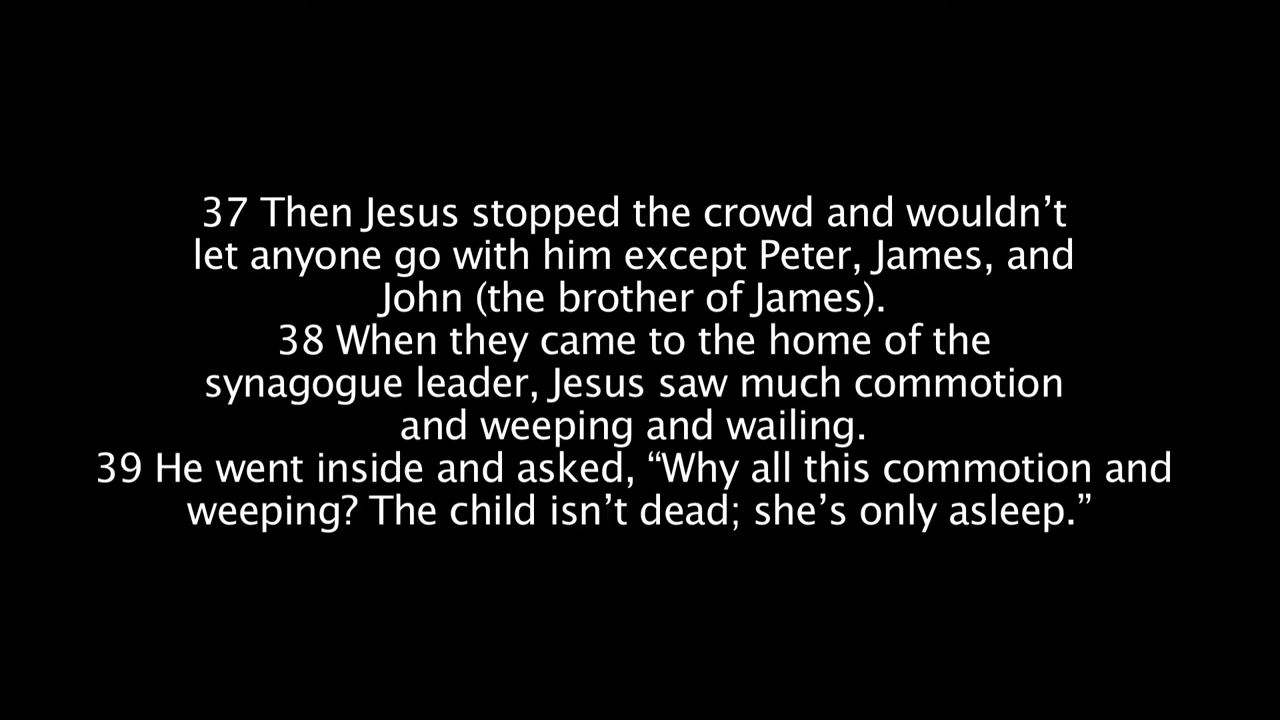 37 Then Jesus stopped the crowd and wouldn’t
let anyone go with him except Peter, James, and
John (the brother of James).
38 When they came to the home of the
synagogue leader, Jesus saw much commotion
and weeping and wailing.
39 He went inside and asked, “Why all this commotion and
weeping? The child isn’t dead; she’s only asleep.”